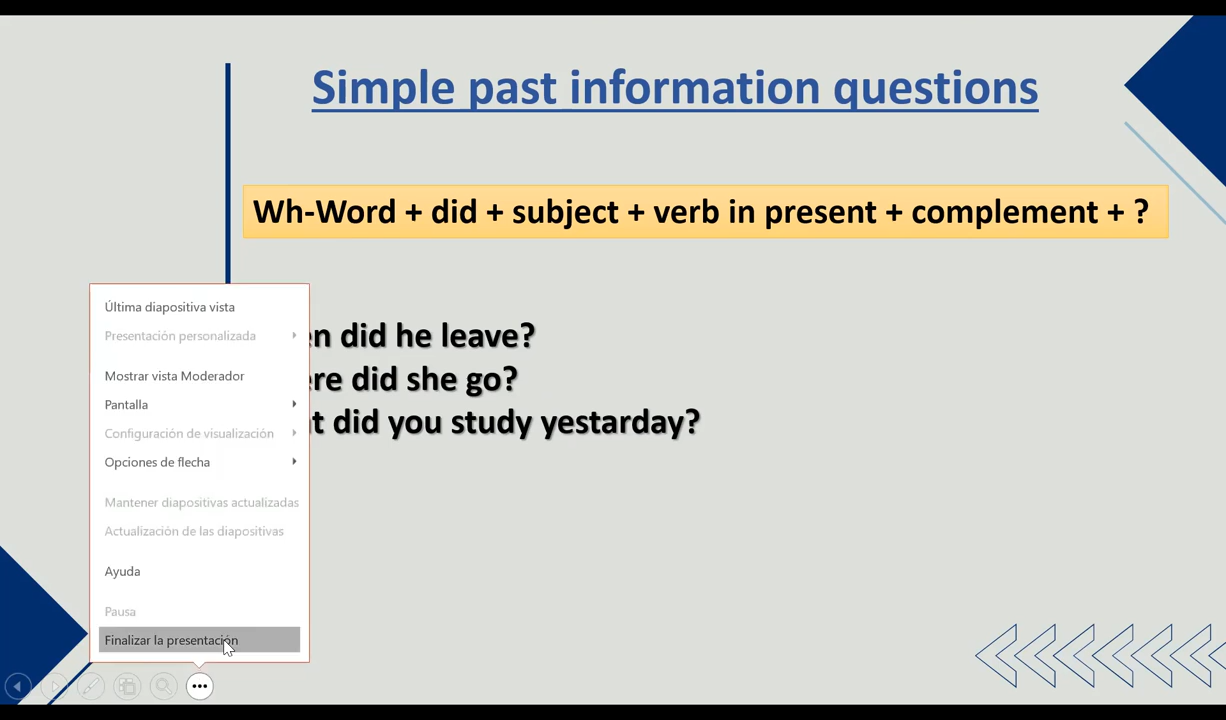 Simple past information questions
Wh-Word + did + subject + verb in present + complement + ?
did he leave?
did she go?
did you study yestarday?
Última diapositiva vista
Presentación personalizada
Mostrar vista Moderador
Pantalla
Configuración de visualización
Opciones de flecha
Mantener diapositivas actualizadas
Actualización de las diapositivas
Ayuda
Pausa
Finalizar la presentación